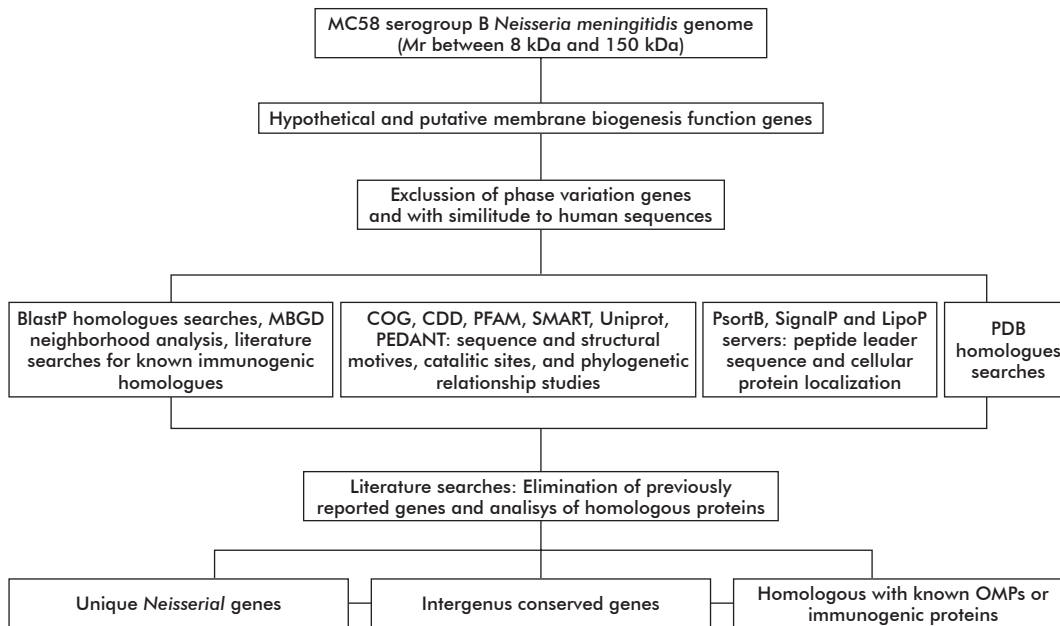 MC58 serogroup B Neisseria meningitidis genome
(Mr between 8 kDa and 150 kDa)
Hypothetical and putative membrane biogenesis function genes
Exclussion of phase variation genes
and with similitude to human sequences
BlastP homologues searches, MBGD
neighborhood analysis, literature
searches for known immunogenic
homologues
COG, CDD, PFAM, SMART, Uniprot,
PEDANT: sequence and structural
motives, catalitic sites, and phylogenetic
relationship studies
PsortB, SignalP and LipoP
servers: peptide leader
sequence and cellular
protein localization
PDB
homologues
searches
Literature searches: Elimination of previously
reported genes and analisys of homologous proteins
Unique Neisserial genes
Intergenus conserved genes
Homologous with known OMPs or
immunogenic proteins